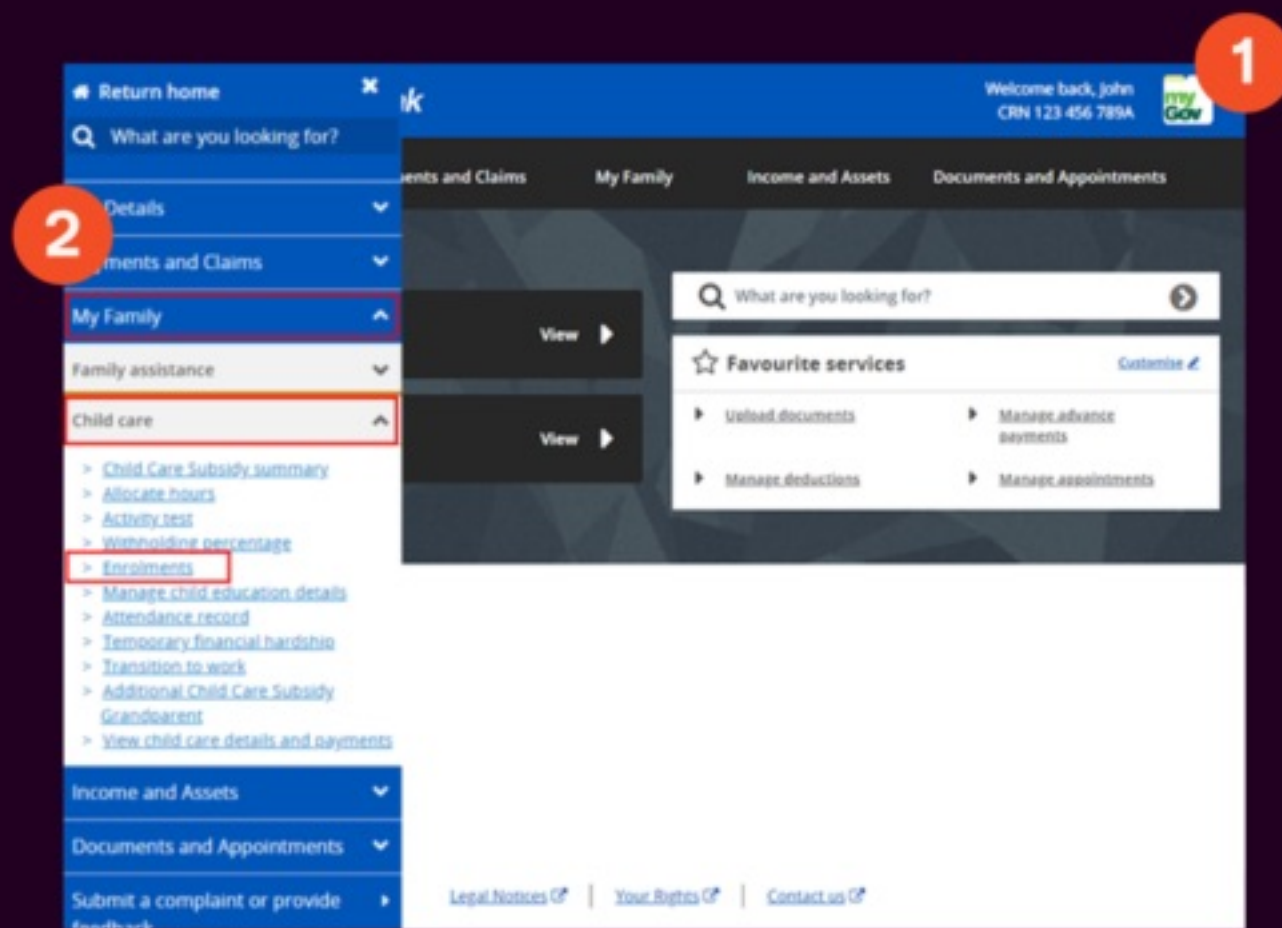 1
Return home
What are you looking for?
Welcome back, John
CRN 123 456 789A
my
Gov
and Claims
My Family
Income and Assets
Documents and Appointments
2
Details
and Claims
My Family
Family assistance
Child care
> Child Care Subsidy summary
> Allocate hours
> Activity test
> Withholding percentage
> Enrolments
> Manage child education details
> Attendance record
> Temporary financial hardship
> Transition to work
> Additional Child Care Subsidy
Grandparent
> View child care details and payments
Income and Assets
Documents and Appointments
Submit a complaint or provide
feedback
View
View
What are you looking for?
Favourite services
Customise
Upload documents
Manage advance
payments
Manage deductions
Manage appointments
Legal Notices | Your Rights | Contact us